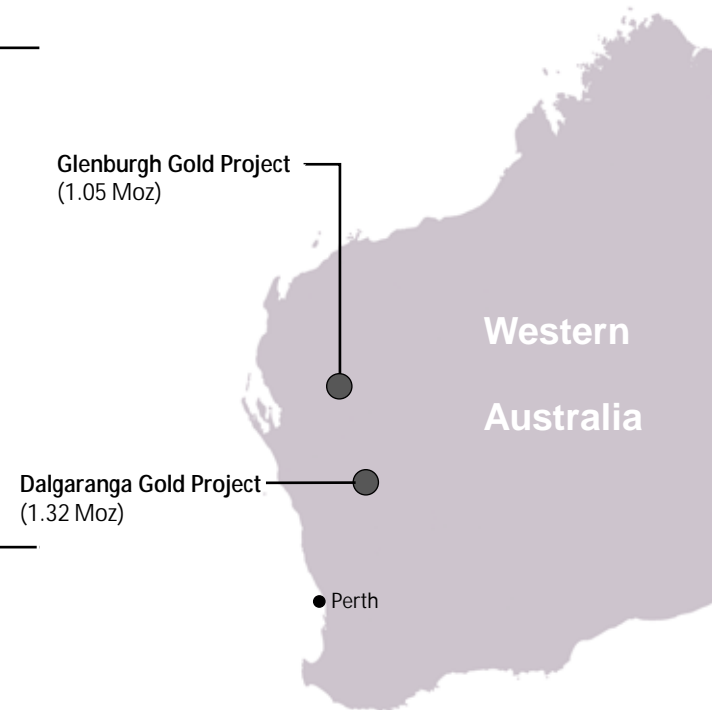 Glenburgh Gold Project
(1.05 Moz)
Western
Australia
Dalgaranga Gold Project
(1.32 Moz)
Perth